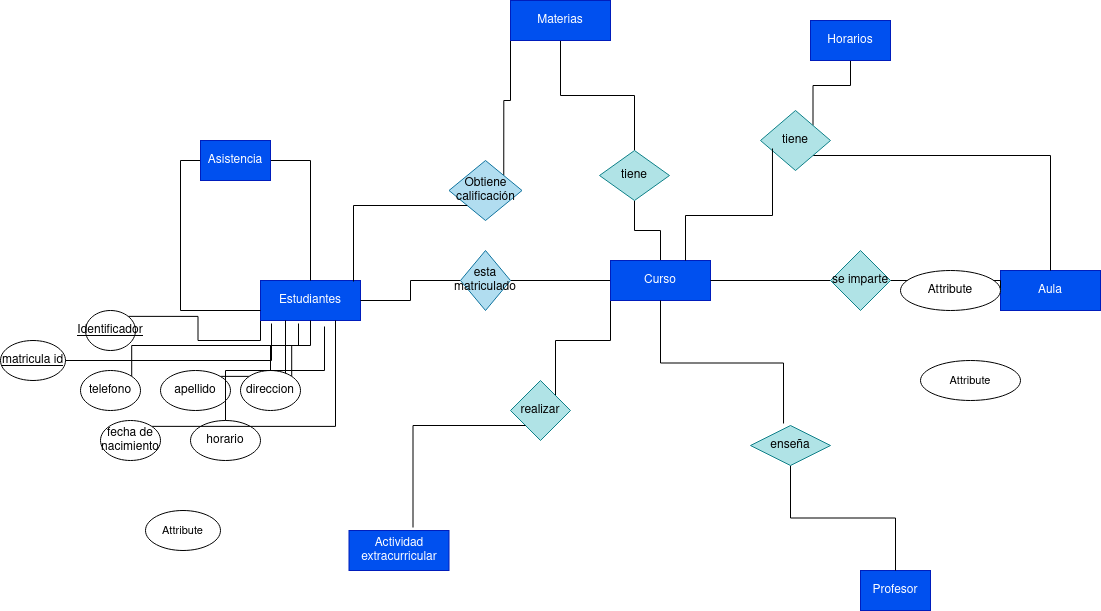 Materias
Horarios
tiene
Asistencia
tiene
Obtiene
calificación
esta
matriculado
Curso
se imparte
Attribute
Aula
Estudiantes
Identificador
matricula id
telefono
apellido
direccion
Attribute
realizar
fecha de
nacimiento
horario
enseña
Attribute
Actividad
extracurricular
Profesor